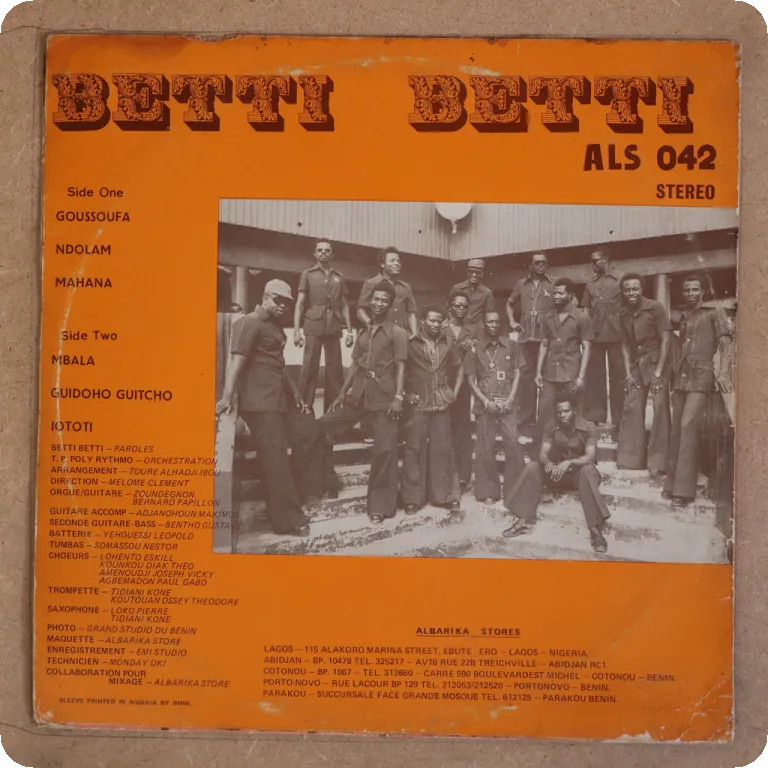 BETTI BETTI
ALS 042
STEREO
Side One
GOUSSOUFA
NDOLAM
MAHANA
Side Two
MBALA
GUIDOHO GUITCHO
IOTOTI
BETTI BETTI – PAROLES
T. P. POLY RYTHMO – ORCHESTRATION
ARRANGEMENT – TOURE ALHADJI IBOU
DIRECTION – MELOME CLEMENT
ORGUE/GUITARE – ZOUNDEGNON
BERNARD PAPILLON
GUITARE ACCOMP – ADJANOHOUN MAKIMUS
SECONDE GUITARE-BASS – BENTHO GUSTAVE
BATTERIE – YEHOUESSI LEOPOLD
TUMBAS – SOMASSOU NESTOR
CHOEURS – LOHENTO ESKILL
KOUNKOU DIAK THEO
AMENOUDJI JOSEPH VICKY
AGBEMADON PAUL GABO
TROMPETTE – TIDIANI KONE
KOUTOUAN OSSEY THEODORE
SAXOPHONE – LOKO PIERRE
TIDIANI KONE
PHOTO – GRAND STUDIO DU BENIN
MAQUETTE – ALBARIKA STORE
ENREGISTREMENT – EMI STUDIO
TECHNICIEN – MONDAY OKI
COLLABORATION POUR
MIXAGE – ALBARIKA STORE
SLEEVE PRINTED IN NIGERIA BY RMNL.
ALBARIKA STORES
LAGOS – 115 ALAKORO MARINA STREET, EBUTE - ERO – LAGOS – NIGERIA.
ABIDJAN – BP. 10478 TEL. 325217 – AV16 RUE 22B TREICHVILLE – ABIDJAN RC1.
COTONOU – BP. 1067 – TEL. 313660 – CARRE 590 BOULEVARDEST MICHEL – COTONOU – BENIN.
PORTO-NOVO – RUE LACOUR BP 129 TEL. 212053/212520 – PORTONOVO – BENIN.
PARAKOU – SUCCURSALE FACE GRANDE MOSQUE TEL. 612125 – PARAKOU BENIN.